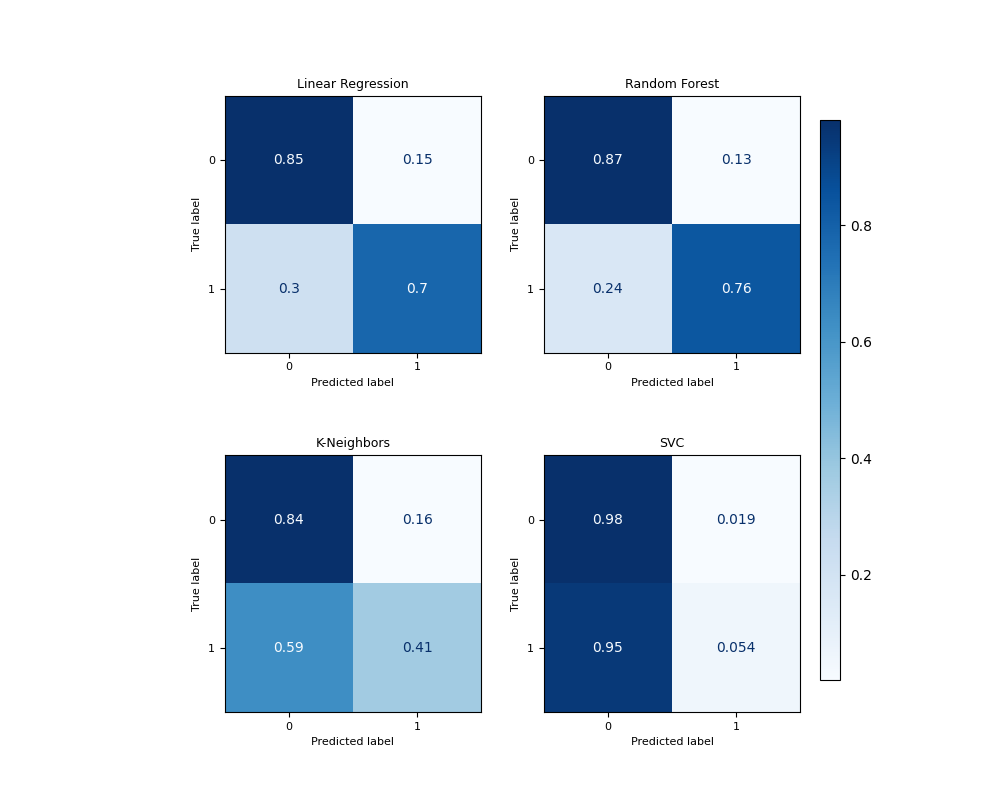 Linear Regression
Random Forest
0 0.85 0.15
0 0.87 0.13
True label
True label
1 0.3 0.7
1 0.24 0.76
0 1
0 1
Predicted label
Predicted label
K-Neighbors
SVC
0 0.84 0.16
0 0.98 0.019
True label
True label
1 0.59 0.41
1 0.95 0.054
0 1
0 1
Predicted label
Predicted label
0.8
0.6
0.4
0.2